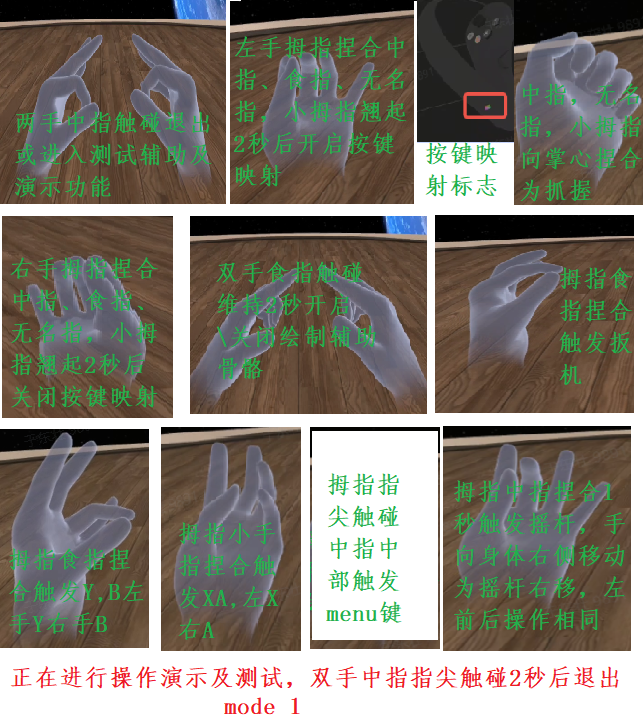 两手中指触碰退出
或进入测试辅助及
演示功能
左手拇指捏合中
指、食指、无名
指，小拇指翘起
2秒后开启按键
映射
按键映
射标志
中指，无名
指，小拇指
向掌心捏合
为抓握
右手拇指捏合
中指、食指、
无名指，小拇
指翘起2秒后
关闭按键映射
双手食指触碰
维持2秒开启
\关闭绘制辅助
骨骼
拇指食
指捏合
触发扳
机
拇指食指捏
合触发Y,B左
手Y右手B
拇指小手
指捏合触
发XA,左X
右A
拇指指
尖触碰
中指中
部触发
menu键
拇指中指捏合1
秒触发摇杆，手
向身体右侧移动
为摇杆右移，左
前后操作相同
正在进行操作演示及测试，双手中指指尖触碰2秒后退出
mode 1